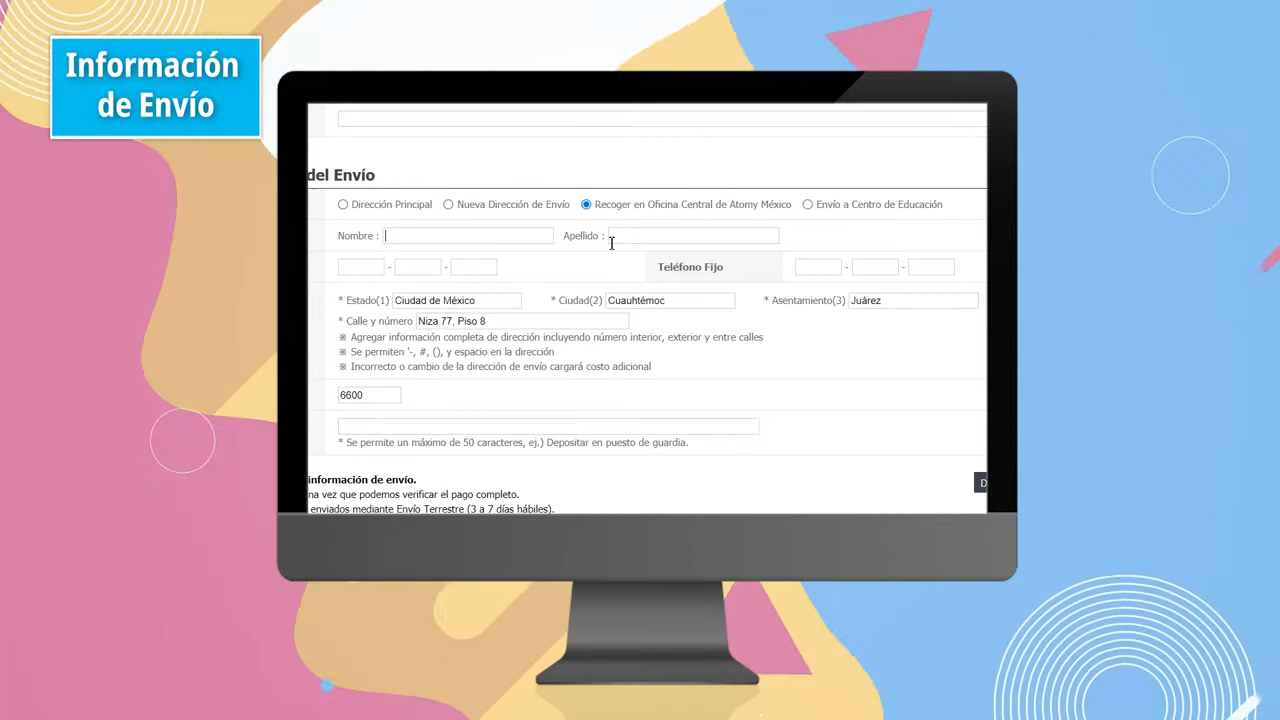 Información
de Envío
del Envío
Dirección Principal Nueva Dirección de Envío Recoger en Oficina Central de Atomy México Envío a Centro de Educación
Nombre : Apellido :
- - Teléfono Fijo - -
* Estado(1) Ciudad de México * Ciudad(2) Cuauhtémoc * Asentamiento(3) Juárez
* Calle y número Niza 77, Piso 8
※ Agregar información completa de dirección incluyendo número interior, exterior y entre calles
※ Se permiten '-, #, (), y espacio en la dirección
※ Incorrecto o cambio de la dirección de envío cargará costo adicional
6600
* Se permite un máximo de 50 caracteres, ej.) Depositar en puesto de guardia.
información de envío.
D
na vez que podemos verificar el pago completo.
enviados mediante Envío Terrestre (3 a 7 días hábiles).